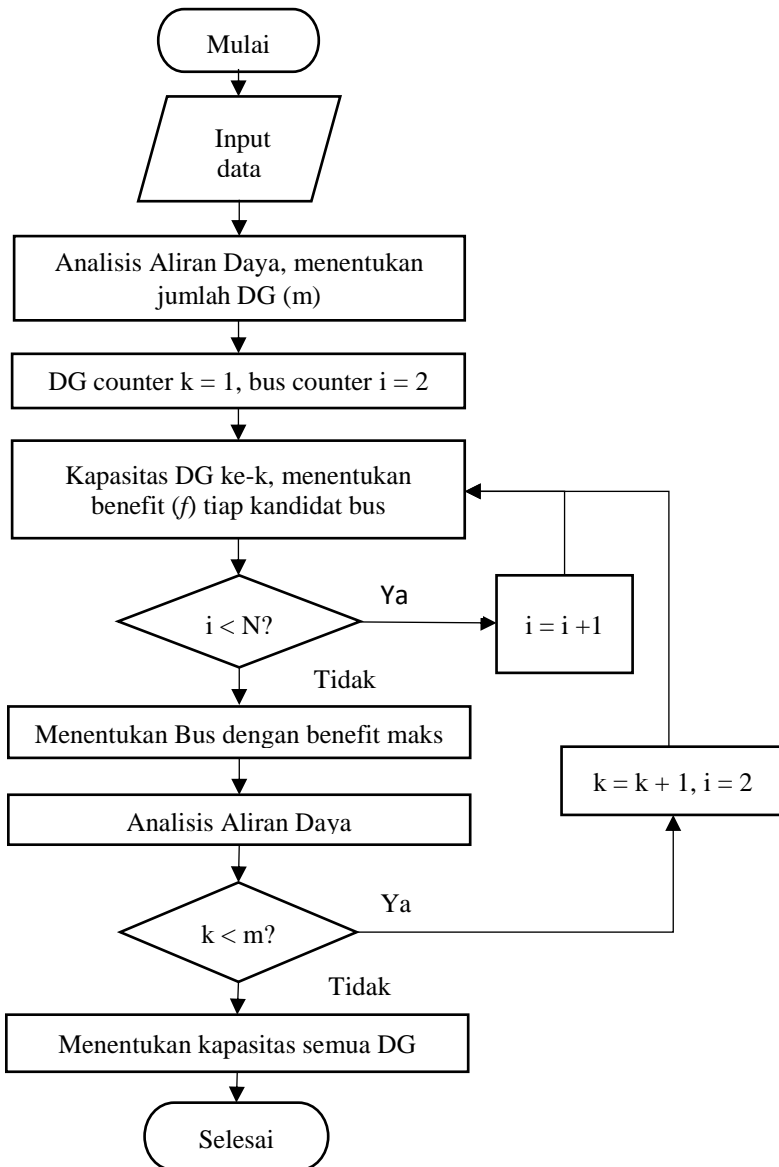 Mulai
Input
data
Analisis Aliran Daya, menentukan
jumlah DG (m)
DG counter k = 1, bus counter i = 2
Kapasitas DG ke-k, menentukan
benefit (f) tiap kandidat bus
i < N?
Ya
i = i +1
Tidak
Menentukan Bus dengan benefit maks
k = k + 1, i = 2
Analisis Aliran Daya
k < m?
Ya
Tidak
Menentukan kapasitas semua DG
Selesai